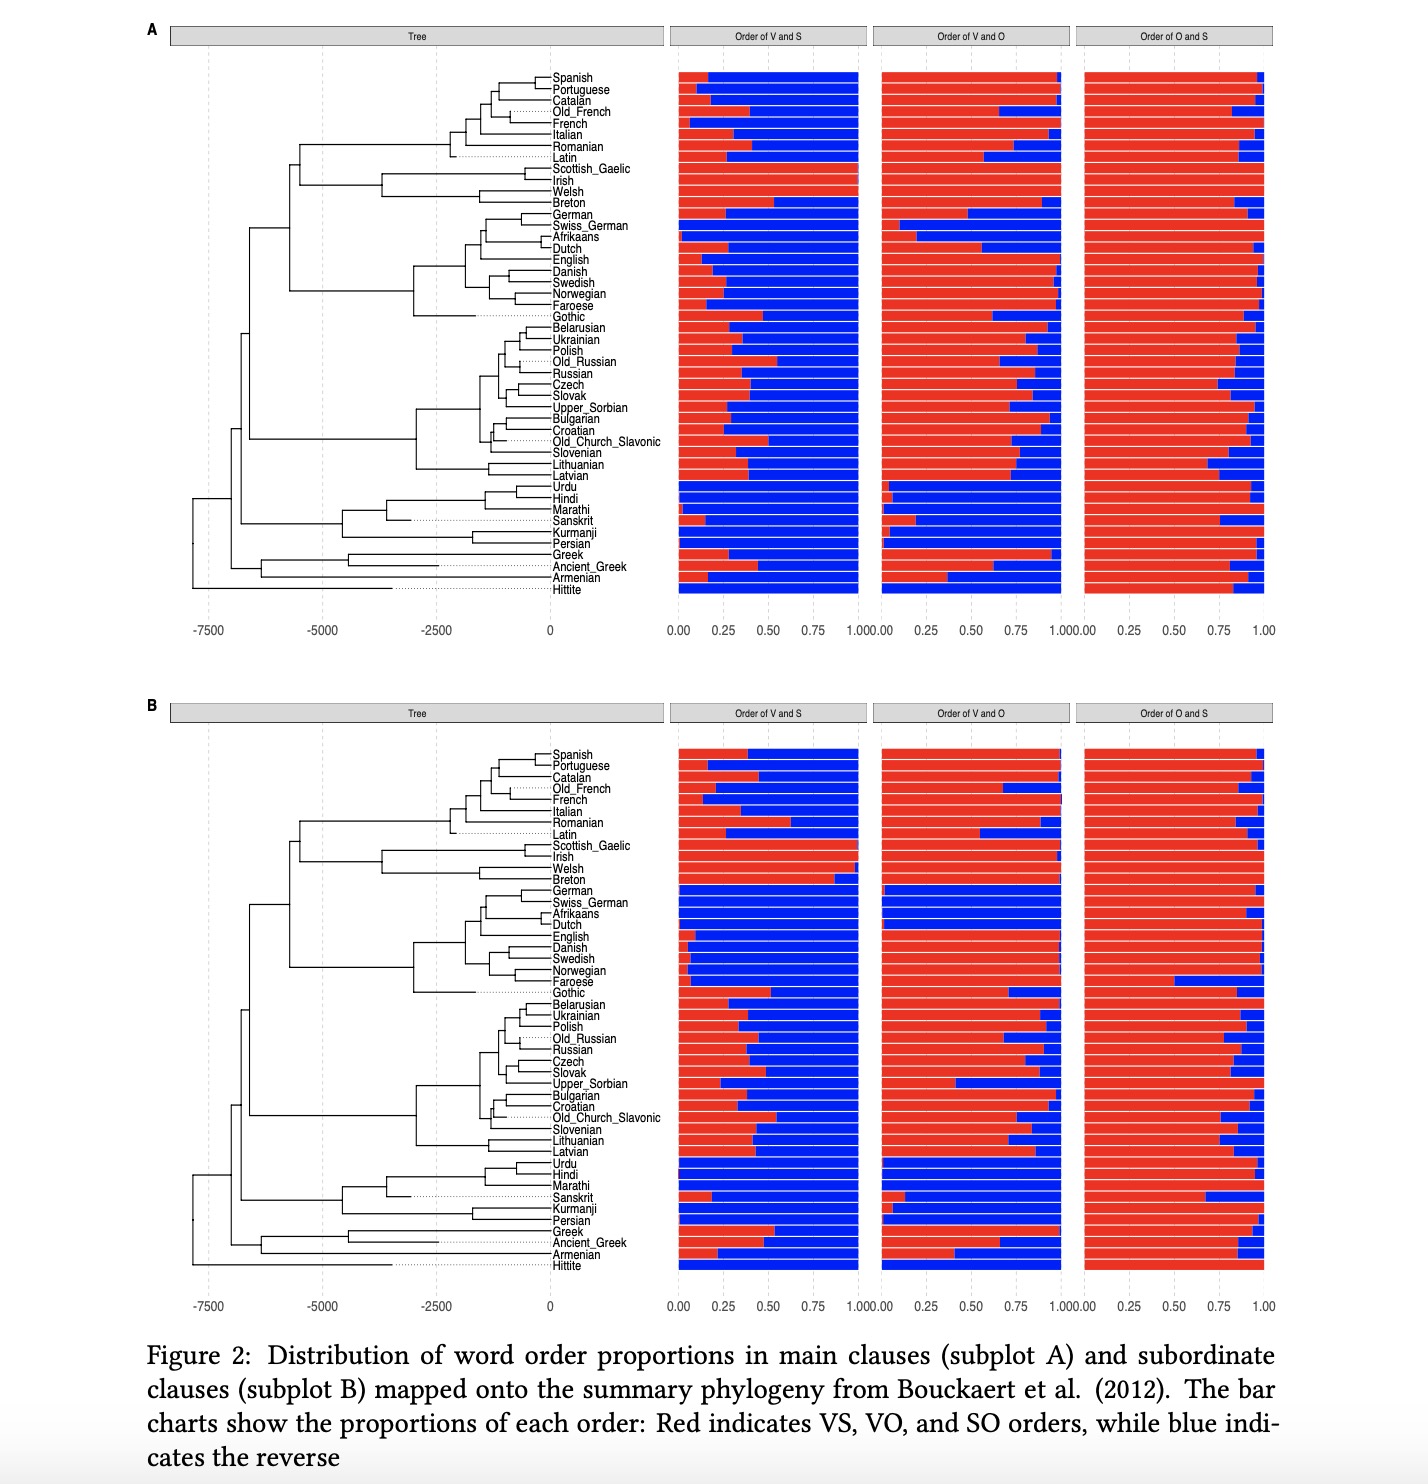 A
Tree Order of V and S Order of V and O Order of O and S
Spanish
Portuguese
Catalan
Old_French
French
Italian
Romanian
Latin
Scottish_Gaelic
Irish
Welsh
Breton
German
Swiss_German
Afrikaans
Dutch
English
Danish
Swedish
Norwegian
Faroese
Gothic
Belarusian
Ukrainian
Polish
Old_Russian
Russian
Czech
Slovak
Upper_Sorbian
Bulgarian
Croatian
Old_Church_Slavonic
Slovenian
Lithuanian
Latvian
Urdu
Hindi
Marathi
Sanskrit
Kurmanji
Persian
Greek
Ancient_Greek
Armenian
Hittite
-7500 -5000 -2500 0 0.00 0.25 0.50 0.75 1.00 0.00 0.25 0.50 0.75 1.00 0.00 0.25 0.50 0.75 1.00
B
Tree Order of V and S Order of V and O Order of O and S
Spanish
Portuguese
Catalan
Old_French
French
Italian
Romanian
Latin
Scottish_Gaelic
Irish
Welsh
Breton
German
Swiss_German
Afrikaans
Dutch
English
Danish
Swedish
Norwegian
Faroese
Gothic
Belarusian
Ukrainian
Polish
Old_Russian
Russian
Czech
Slovak
Upper_Sorbian
Bulgarian
Croatian
Old_Church_Slavonic
Slovenian
Lithuanian
Latvian
Urdu
Hindi
Marathi
Sanskrit
Kurmanji
Persian
Greek
Ancient_Greek
Armenian
Hittite
-7500 -5000 -2500 0 0.00 0.25 0.50 0.75 1.00 0.00 0.25 0.50 0.75 1.00 0.00 0.25 0.50 0.75 1.00
Figure 2: Distribution of word order proportions in main clauses (subplot A) and subordinate
clauses (subplot B) mapped onto the summary phylogeny from Bouckaert et al. (2012). The bar
charts show the proportions of each order: Red indicates VS, VO, and SO orders, while blue indi-
cates the reverse